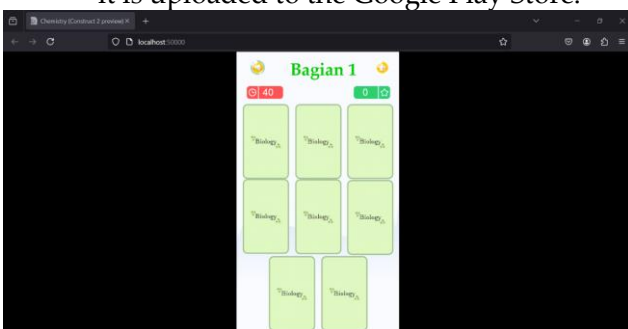 it is uploaded to the Google Play Store.
Chemistry (Construct 2 preview) × +
localhost:50000
Bagian 1
40 0
Biology Biology Biology
Biology Biology Biology
Biology Biology